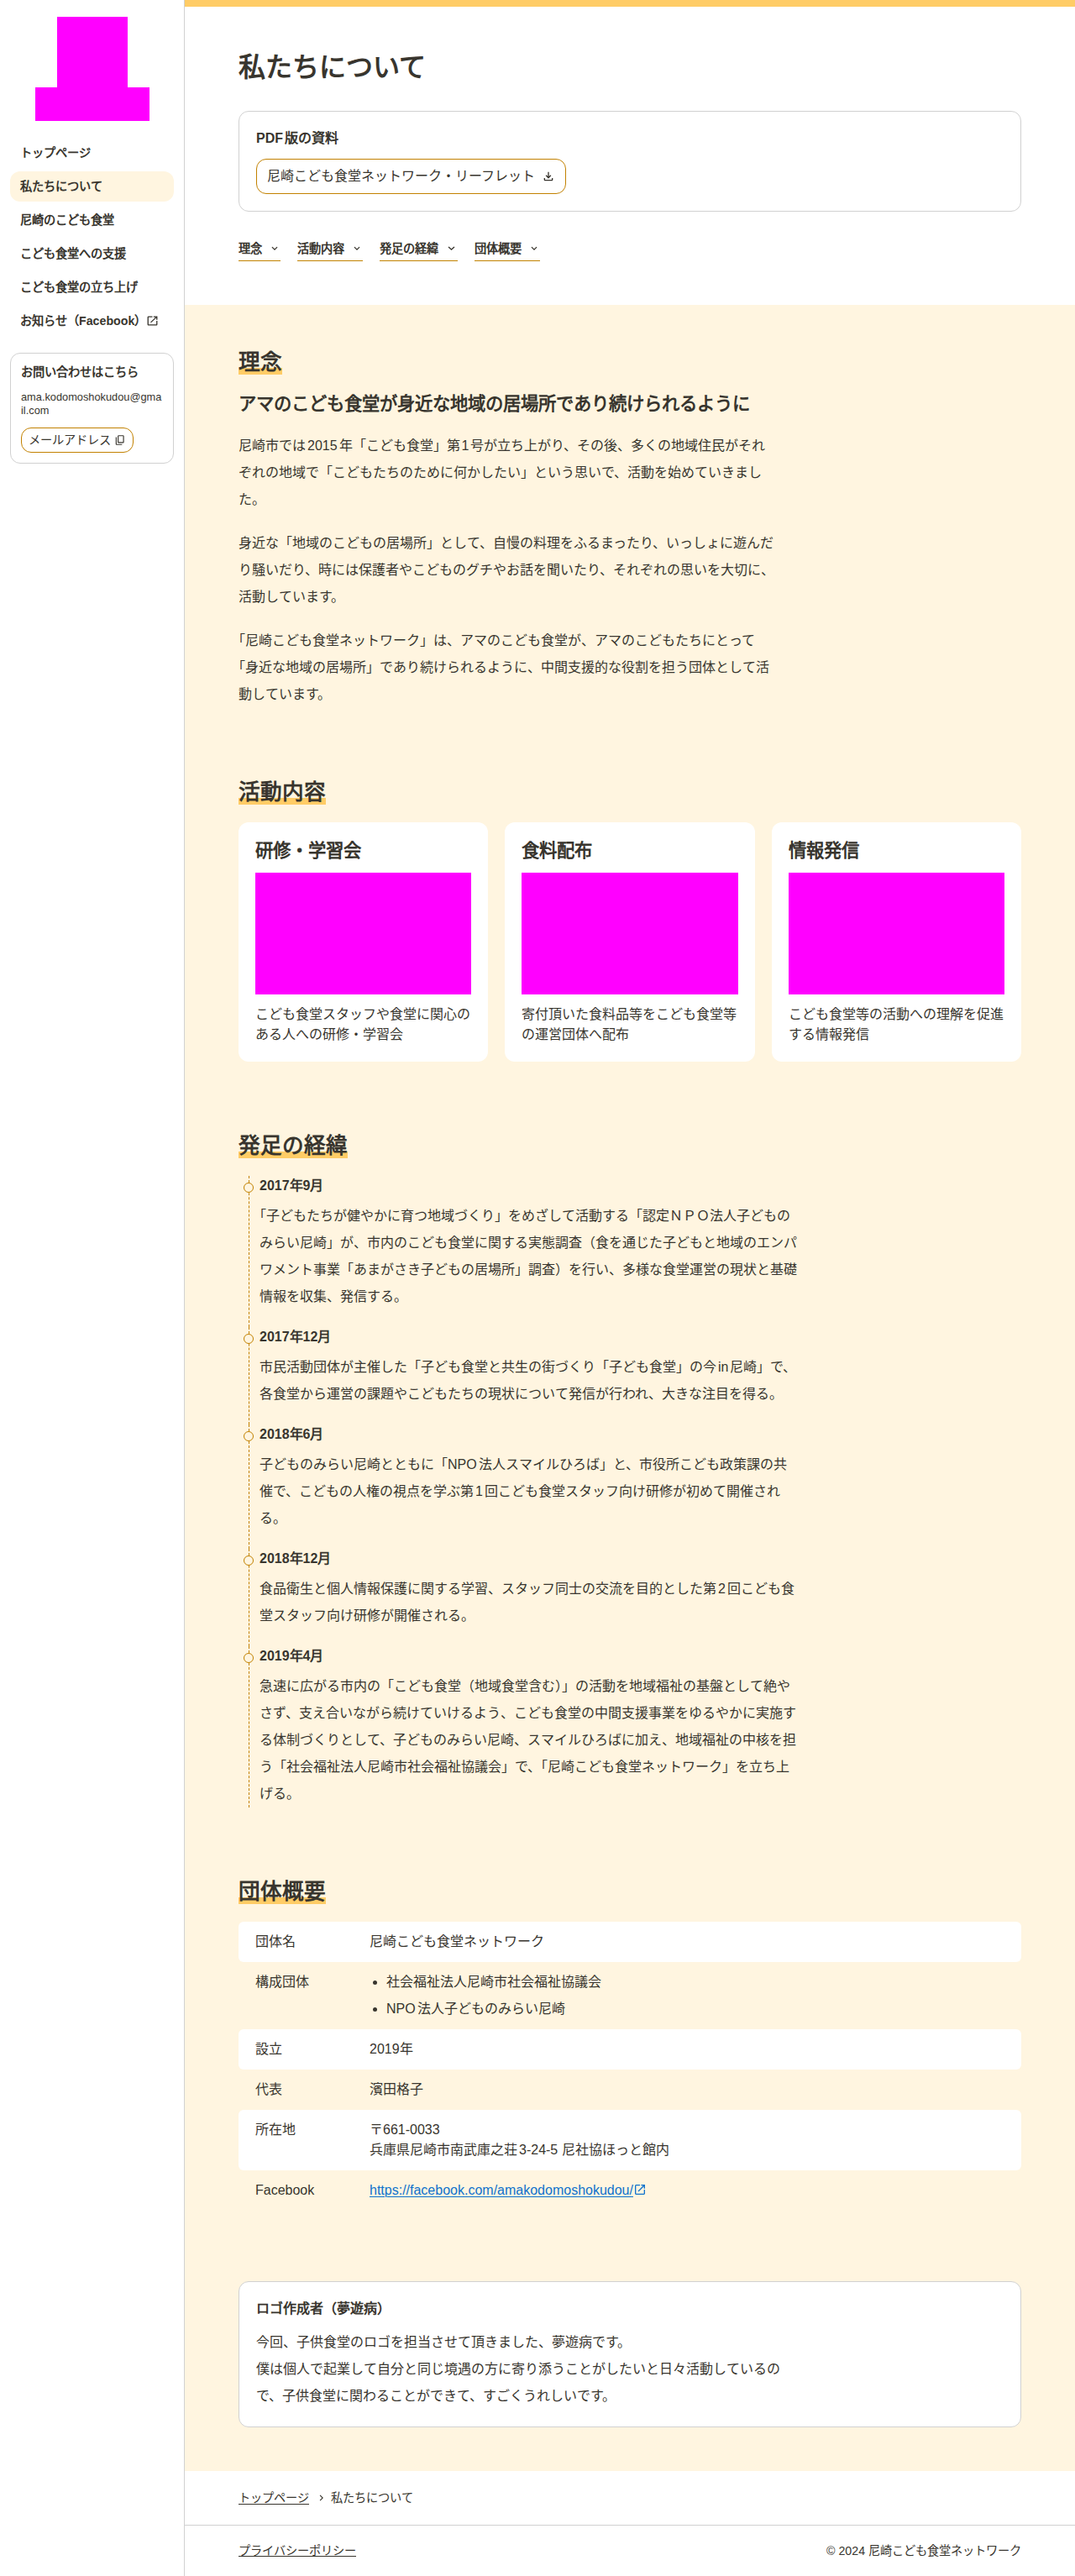 トップページ
私たちについて
尼崎のこども食堂
こども食堂への支援
こども食堂の立ち上げ
お知らせ（Facebook）
お問い合わせはこちら
ama.kodomoshokudou@gma
il.com
メールアドレス
私たちについて
PDF版の資料
尼崎こども食堂ネットワーク・リーフレット
理念
活動内容
発足の経緯
団体概要
理念
アマのこども食堂が身近な地域の居場所であり続けられるように
尼崎市では2015年「こども食堂」第1号が立ち上がり、その後、多くの地域住民がそれ
ぞれの地域で「こどもたちのために何かしたい」という思いで、活動を始めていきまし
た。
身近な「地域のこどもの居場所」として、自慢の料理をふるまったり、いっしょに遊んだ
り騒いだり、時には保護者やこどものグチやお話を聞いたり、それぞれの思いを大切に、
活動しています。
「尼崎こども食堂ネットワーク」は、アマのこども食堂が、アマのこどもたちにとって
「身近な地域の居場所」であり続けられるように、中間支援的な役割を担う団体として活
動しています。
活動内容
研修・学習会
こども食堂スタッフや食堂に関心の
ある人への研修・学習会
食料配布
寄付頂いた食料品等をこども食堂等
の運営団体へ配布
情報発信
こども食堂等の活動への理解を促進
する情報発信
発足の経緯
2017年9月
「子どもたちが健やかに育つ地域づくり」をめざして活動する「認定ＮＰＯ法人子どもの
みらい尼崎」が、市内のこども食堂に関する実態調査（食を通じた子どもと地域のエンパ
ワメント事業「あまがさき子どもの居場所」調査）を行い、多様な食堂運営の現状と基礎
情報を収集、発信する。
2017年12月
市民活動団体が主催した「子ども食堂と共生の街づくり「子ども食堂」の今in尼崎」で、
各食堂から運営の課題やこどもたちの現状について発信が行われ、大きな注目を得る。
2018年6月
子どものみらい尼崎とともに「NPO法人スマイルひろば」と、市役所こども政策課の共
催で、こどもの人権の視点を学ぶ第1回こども食堂スタッフ向け研修が初めて開催され
る。
2018年12月
食品衛生と個人情報保護に関する学習、スタッフ同士の交流を目的とした第2回こども食
堂スタッフ向け研修が開催される。
2019年4月
急速に広がる市内の「こども食堂（地域食堂含む）」の活動を地域福祉の基盤として絶や
さず、支え合いながら続けていけるよう、こども食堂の中間支援事業をゆるやかに実施す
る体制づくりとして、子どものみらい尼崎、スマイルひろばに加え、地域福祉の中核を担
う「社会福祉法人尼崎市社会福祉協議会」で、「尼崎こども食堂ネットワーク」を立ち上
げる。
団体概要
団体名 尼崎こども食堂ネットワーク
構成団体 • 社会福祉法人尼崎市社会福祉協議会
• NPO法人子どものみらい尼崎
設立 2019年
代表 濱田格子
所在地 〒661-0033
兵庫県尼崎市南武庫之荘3-24-5 尼社協ほっと館内
Facebook https://facebook.com/amakodomoshokudou/
ロゴ作成者（夢遊病）
今回、子供食堂のロゴを担当させて頂きました、夢遊病です。
僕は個人で起業して自分と同じ境遇の方に寄り添うことがしたいと日々活動しているの
で、子供食堂に関わることができて、すごくうれしいです。
トップページ › 私たちについて
プライバシーポリシー
© 2024 尼崎こども食堂ネットワーク